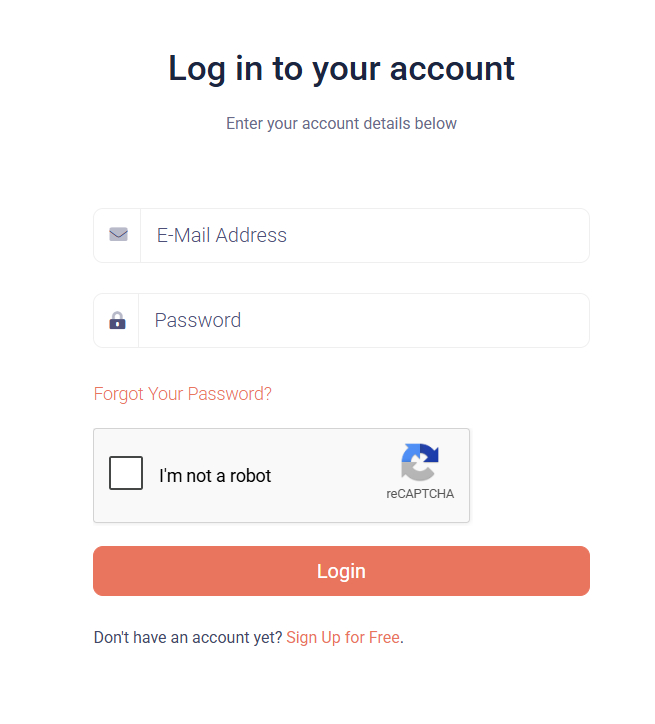 Log in to your account
Enter your account details below
E-Mail Address
Password
Forgot Your Password?
I'm not a robot
reCAPTCHA
Login
Don't have an account yet? Sign Up for Free.